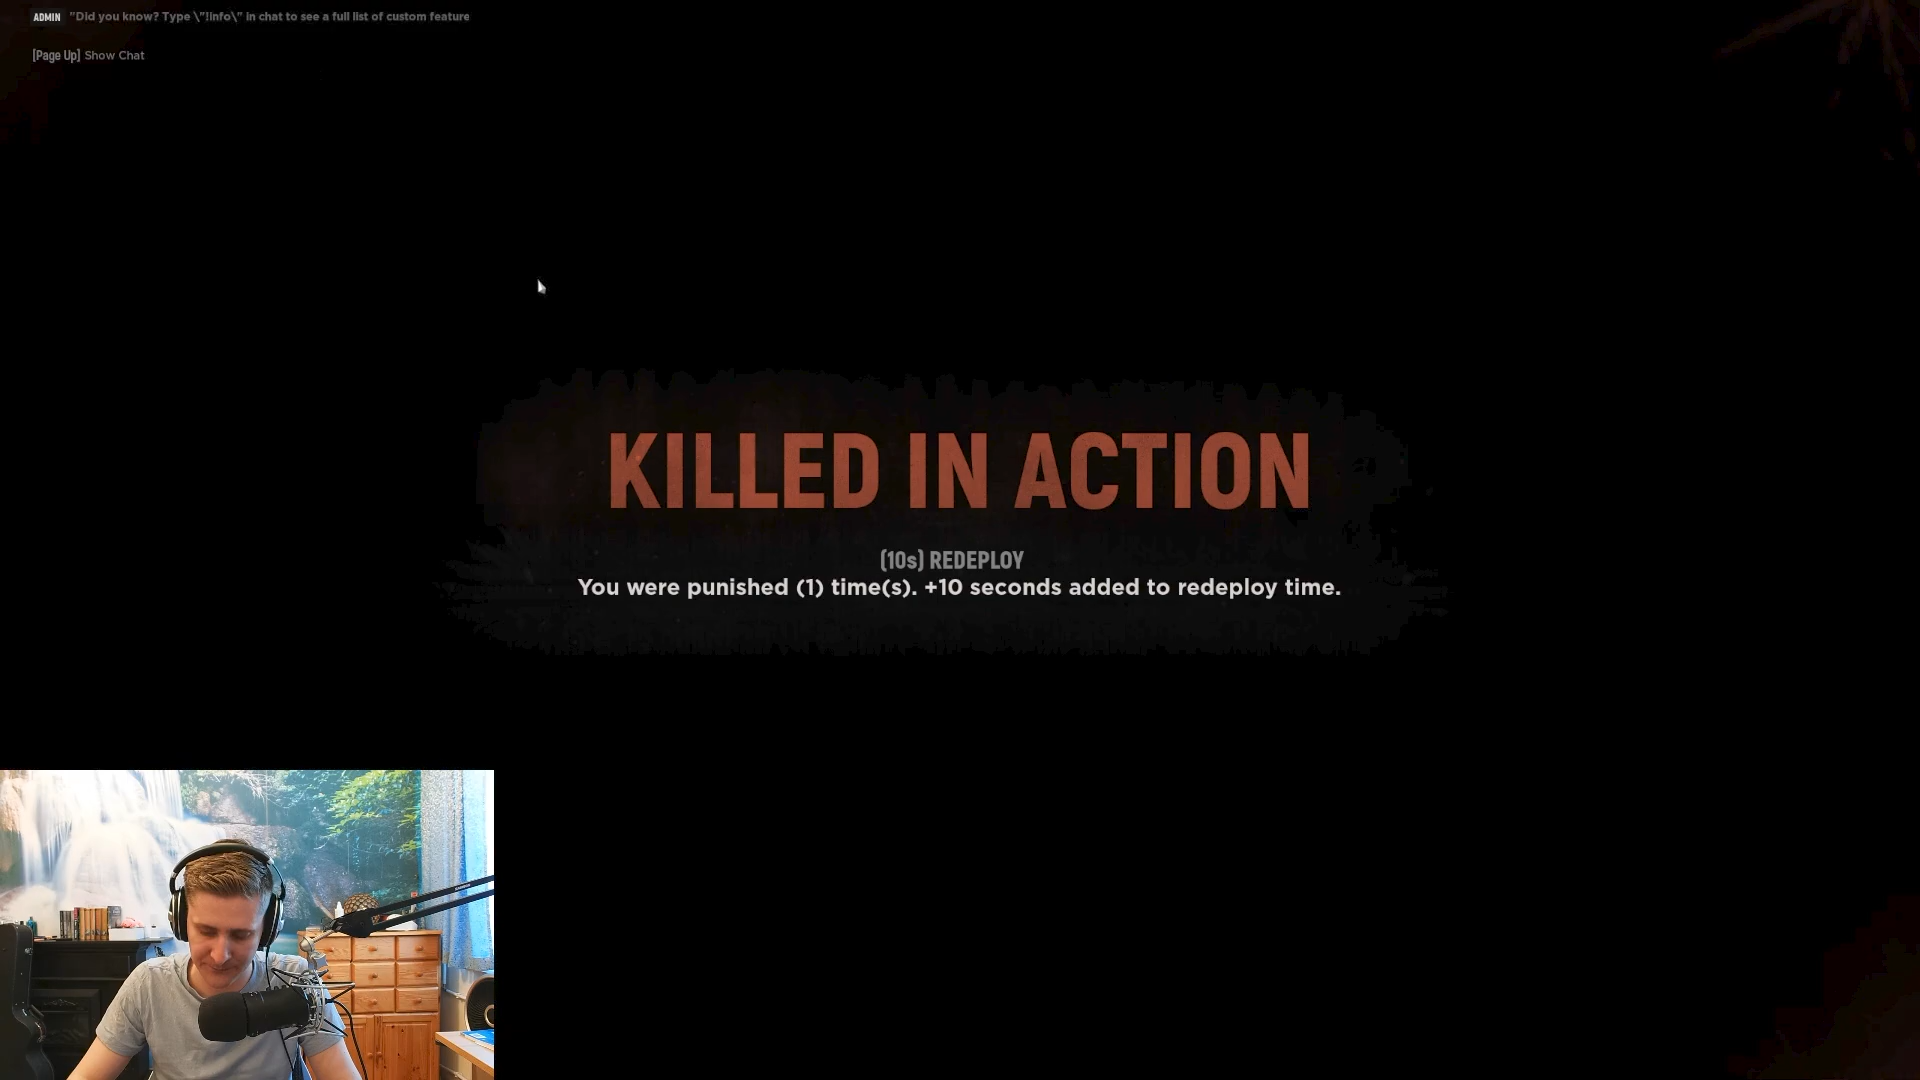 ADMIN "Did you know? Type \"!info\" in chat to see a full list of custom feature
[Page Up] Show Chat
KILLED IN ACTION
(10s) REDEPLOY
You were punished (1) time(s). +10 seconds added to redeploy time.